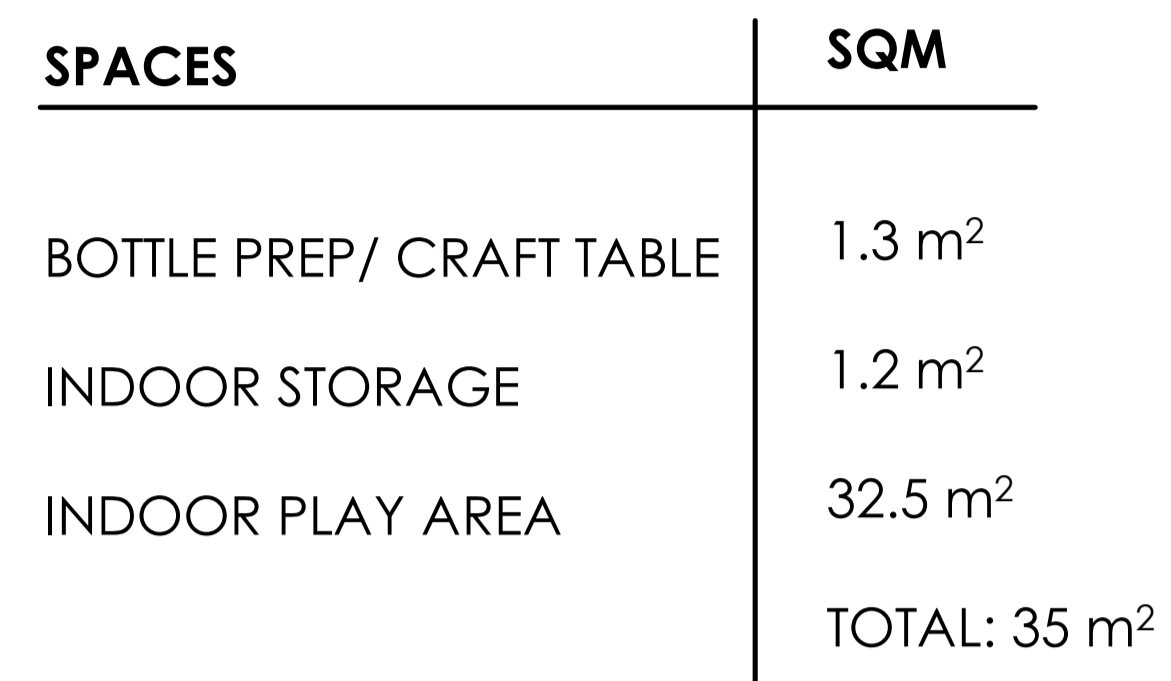 SPACES SQM
BOTTLE PREP/ CRAFT TABLE 1.3 m²
INDOOR STORAGE 1.2 m²
INDOOR PLAY AREA 32.5 m²
TOTAL: 35 m²